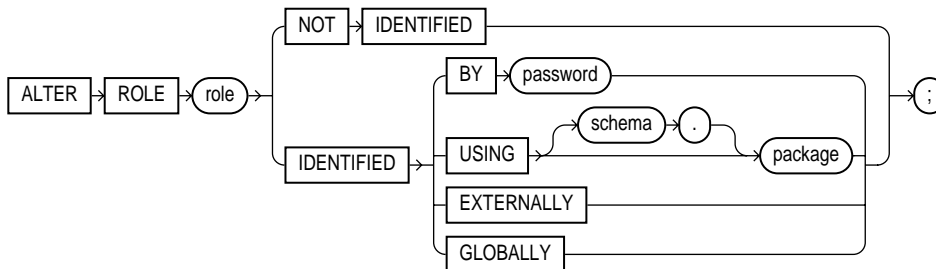 NOT IDENTIFIED
BY password
ALTER ROLE role ;
schema .
IDENTIFIED USING package
EXTERNALLY
GLOBALLY